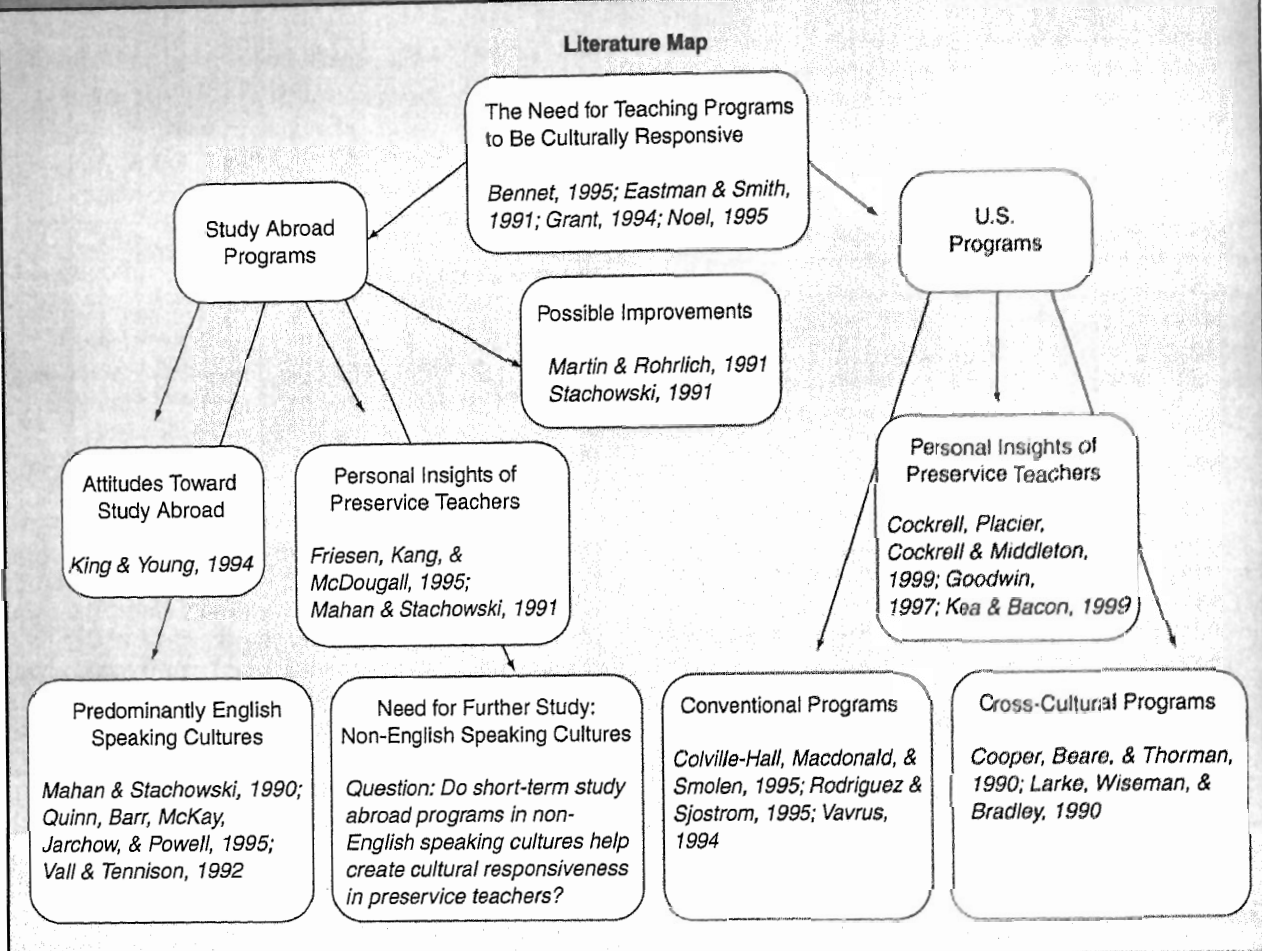 Literature Map
The Need for Teaching Programs
to Be Culturally Responsive
Bennet, 1995; Eastman & Smith,
1991; Grant, 1994; Noel, 1995
Study Abroad
Programs
U.S.
Programs
Possible Improvements
Martin & Rohrlich, 1991
Stachowski, 1991
Attitudes Toward
Study Abroad
King & Young, 1994
Personal Insights of
Preservice Teachers
Friesen, Kang, &
McDougall, 1995;
Mahan & Stachowski, 1991
Personal Insights of
Preservice Teachers
Cockrell, Placier,
Cockrell & Middleton,
1999; Goodwin,
1997; Kea & Bacon, 1999
Predominantly English
Speaking Cultures
Mahan & Stachowski, 1990;
Quinn, Barr, McKay,
Jarchow, & Powell, 1995;
Vall & Tennison, 1992
Need for Further Study:
Non-English Speaking Cultures
Question: Do short-term study
abroad programs in non-
English speaking cultures help
create cultural responsiveness
in preservice teachers?
Conventional Programs
Colville-Hall, Macdonald, &
Smolen, 1995; Rodriguez &
Sjostrom, 1995; Vavrus,
1994
Cross-Cultural Programs
Cooper, Beare, & Thorman,
1990; Larke, Wiseman, &
Bradley, 1990